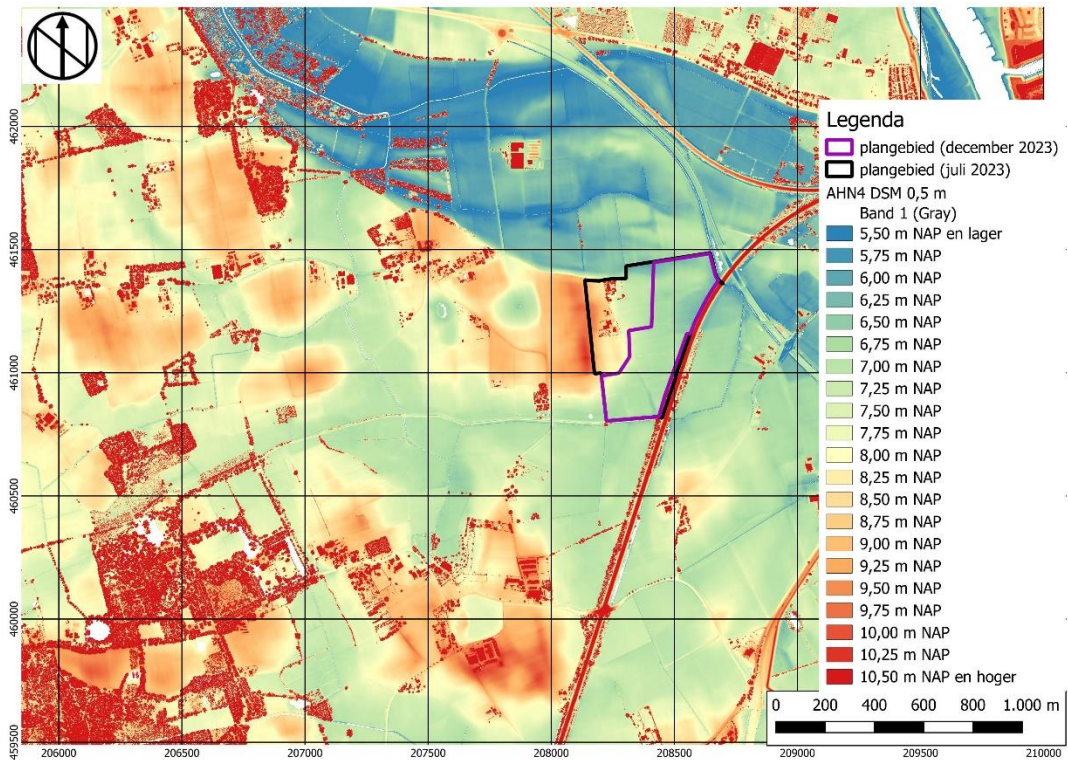 Legenda
plangebied (december 2023)
plangebied (juli 2023)
AHN4 DSM 0,5 m
Band 1 (Gray)
5,50 m NAP en lager
5,75 m NAP
6,00 m NAP
6,25 m NAP
6,50 m NAP
6,75 m NAP
7,00 m NAP
7,25 m NAP
7,50 m NAP
7,75 m NAP
8,00 m NAP
8,25 m NAP
8,50 m NAP
8,75 m NAP
9,00 m NAP
9,25 m NAP
9,50 m NAP
9,75 m NAP
10,00 m NAP
10,25 m NAP
10,50 m NAP en hoger
0 200 400 600 800 1.000 m
462000
461500
461000
460500
460000
459500
206000 206500 207000 207500 208000 208500 209000 209500 210000